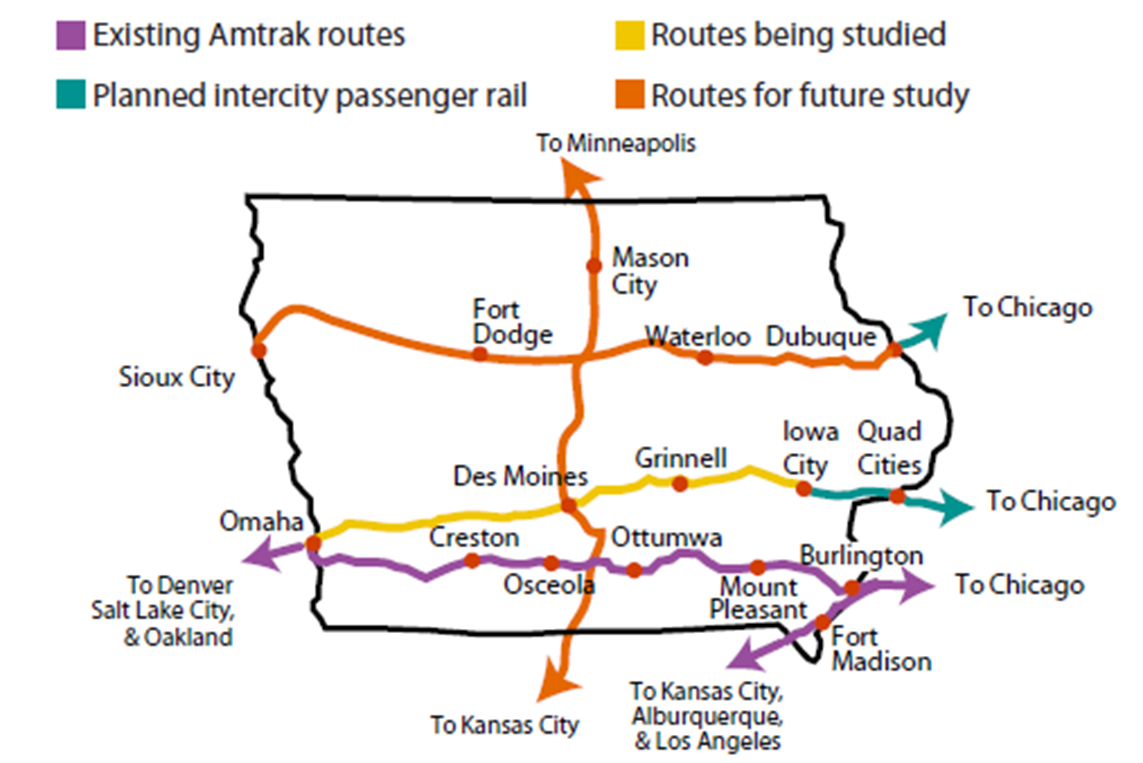 Existing Amtrak routes
Routes being studied
Planned intercity passenger rail
Routes for future study
To Minneapolis
Mason
City
Fort
Dodge
Waterloo
Dubuque
To Chicago
Sioux City
Iowa
City
Quad
Cities
Grinnell
Des Moines
To Chicago
Omaha
Creston
Ottumwa
Burlington
Osceola
Mount
Pleasant
To Chicago
To Denver
Salt Lake City,
& Oakland
Fort
Madison
To Kansas City,
Alburquerque,
& Los Angeles
To Kansas City